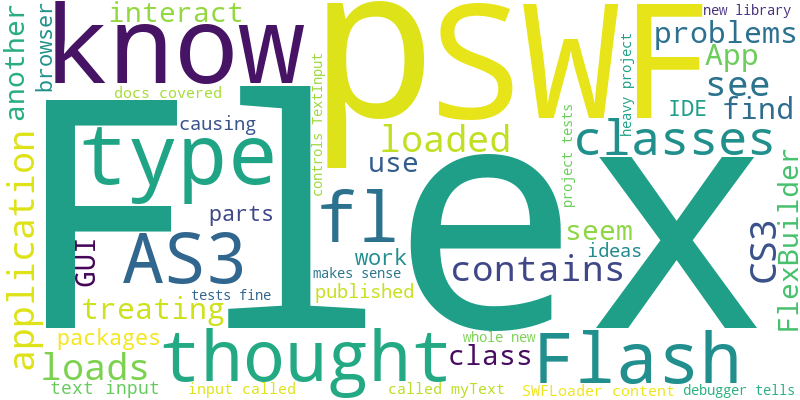 another
browser
interact
know
docs covered
causing
controls TextInput
pSWF
new library
problems
App
see
IDE
find
heavy project
Flex
type
loaded
use
classes
project tests
FlexBuilder
application
GUI
AS3
parts
tests fine
treating
fl
work
makes sense
published
contains
seem
ideas
CS3
packages
loads
thought
text input
input called
called myText
class
whole new
Flash
SWFLoader content
debugger tells